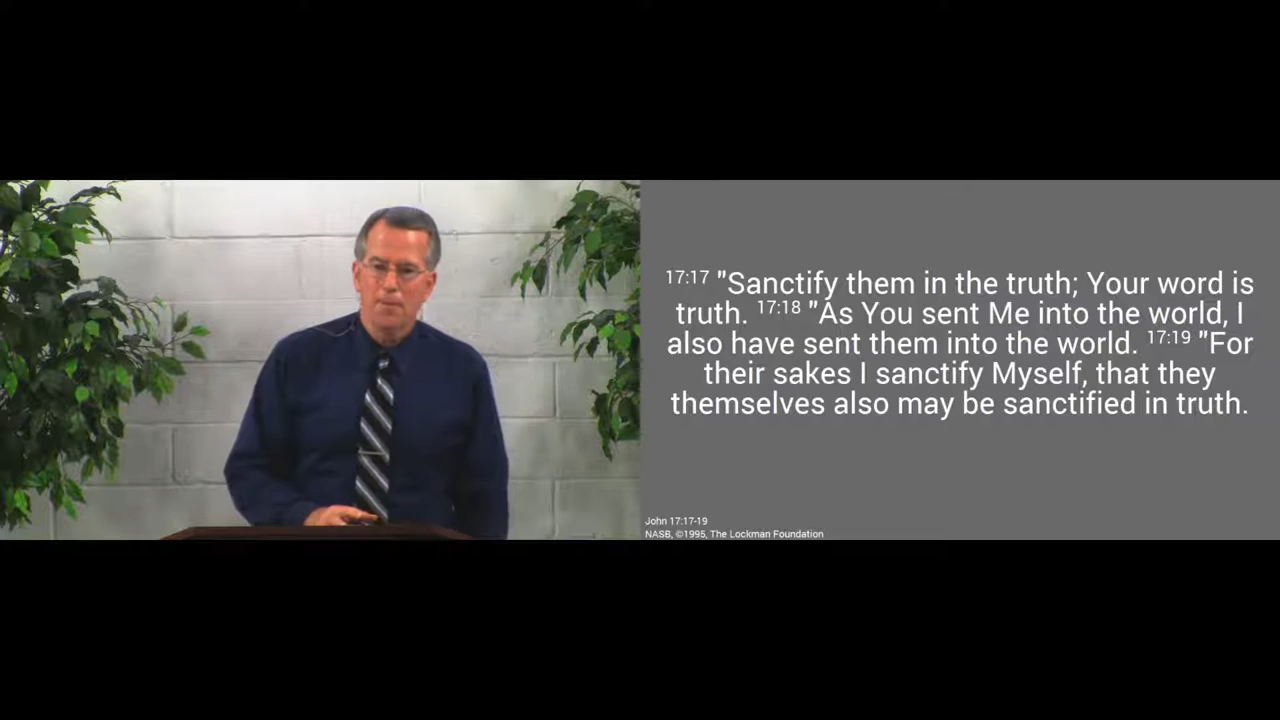 17:17 "Sanctify them in the truth; Your word is
truth. 17:18 "As You sent Me into the world, I
also have sent them into the world. 17:19 "For
their sakes I sanctify Myself, that they
themselves also may be sanctified in truth.
John 17:17-19
NASB, ©1995, The Lockman Foundation